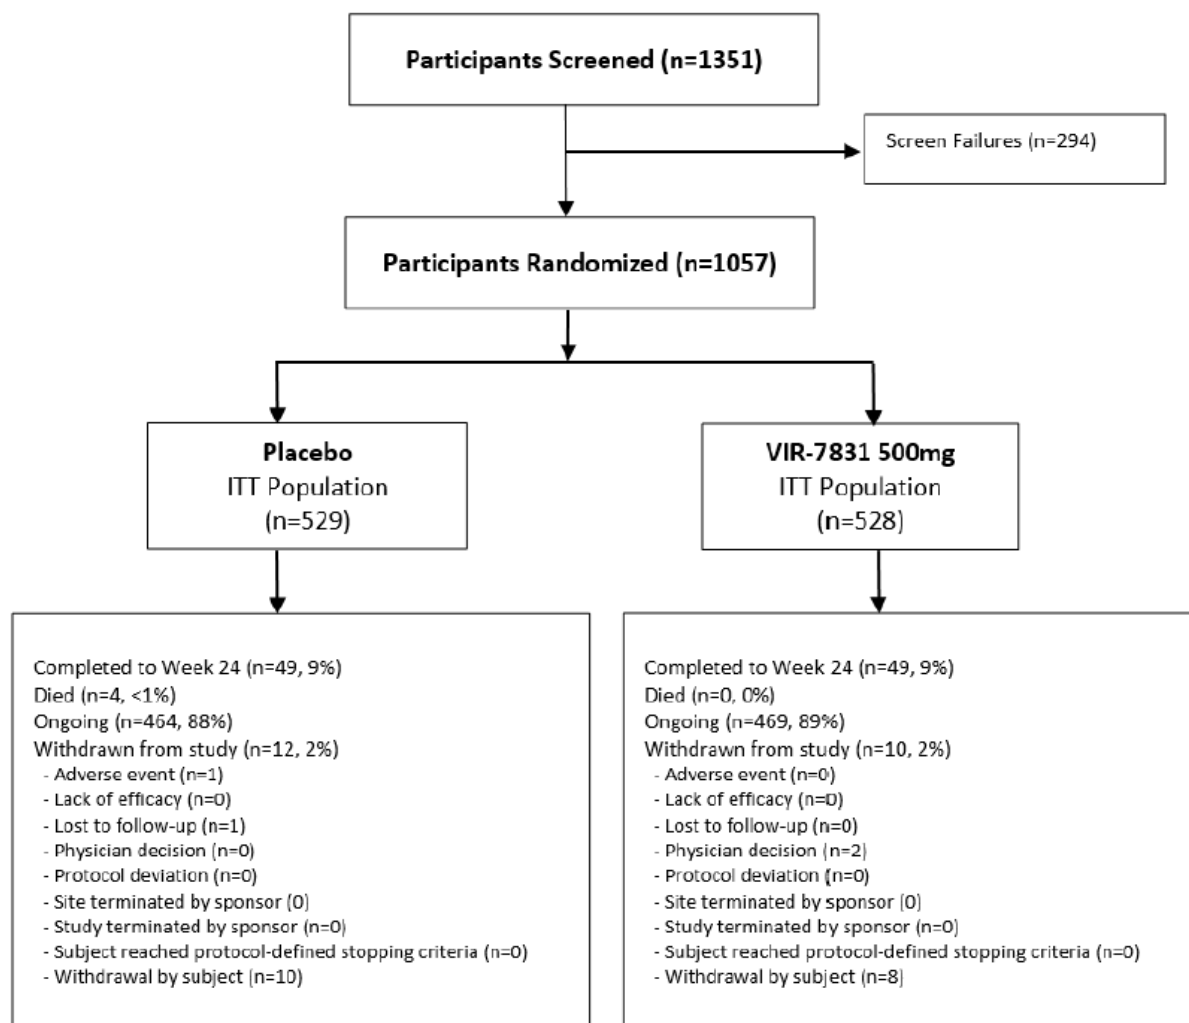 Participants Screened (n=1351)
Screen Failures (n=294)
Participants Randomized (n=1057)
Placebo
ITT Population
(n=529)
VIR-7831 500mg
ITT Population
(n=528)
Completed to Week 24 (n=49, 9%)
Died (n=4, <1%)
Ongoing (n=464, 88%)
Withdrawn from study (n=12, 2%)
- Adverse event (n=1)
- Lack of efficacy (n=0)
- Lost to follow-up (n=1)
- Physician decision (n=0)
- Protocol deviation (n=0)
- Site terminated by sponsor (0)
- Study terminated by sponsor (n=0)
- Subject reached protocol-defined stopping criteria (n=0)
- Withdrawal by subject (n=10)
Completed to Week 24 (n=49, 9%)
Died (n=0, 0%)
Ongoing (n=469, 89%)
Withdrawn from study (n=10, 2%)
- Adverse event (n=0)
- Lack of efficacy (n=0)
- Lost to follow-up (n=0)
- Physician decision (n=2)
- Protocol deviation (n=0)
- Site terminated by sponsor (0)
- Study terminated by sponsor (n=0)
- Subject reached protocol-defined stopping criteria (n=0)
- Withdrawal by subject (n=8)